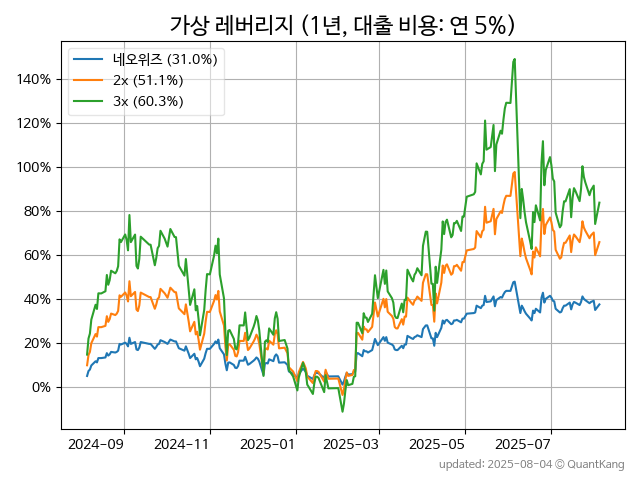 가상 레버리지 (1년, 대출 비용: 연 5%)
네오위즈 (31.0%)
2x (51.1%)
3x (60.3%)
140%
120%
100%
80%
60%
40%
20%
0%
2024-09 2024-11 2025-01 2025-03 2025-05 2025-07
updated: 2025-08-04 © QuantKang